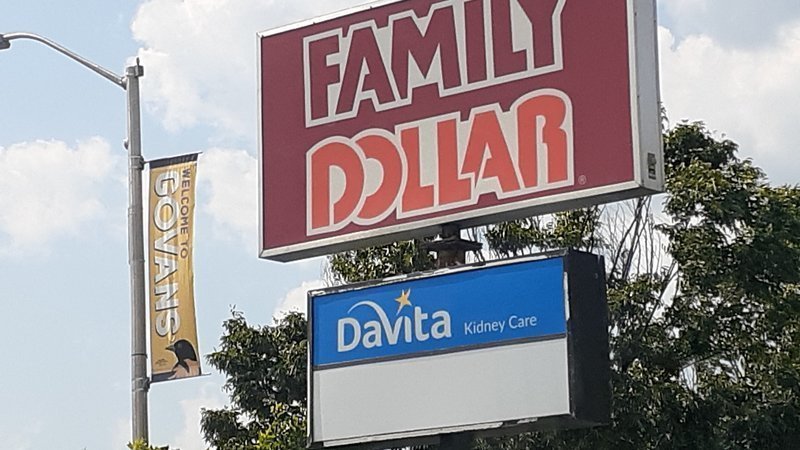 FAMILY
DOLLAR
®
WELCOME TO
GOVANS
DaVita Kidney Care